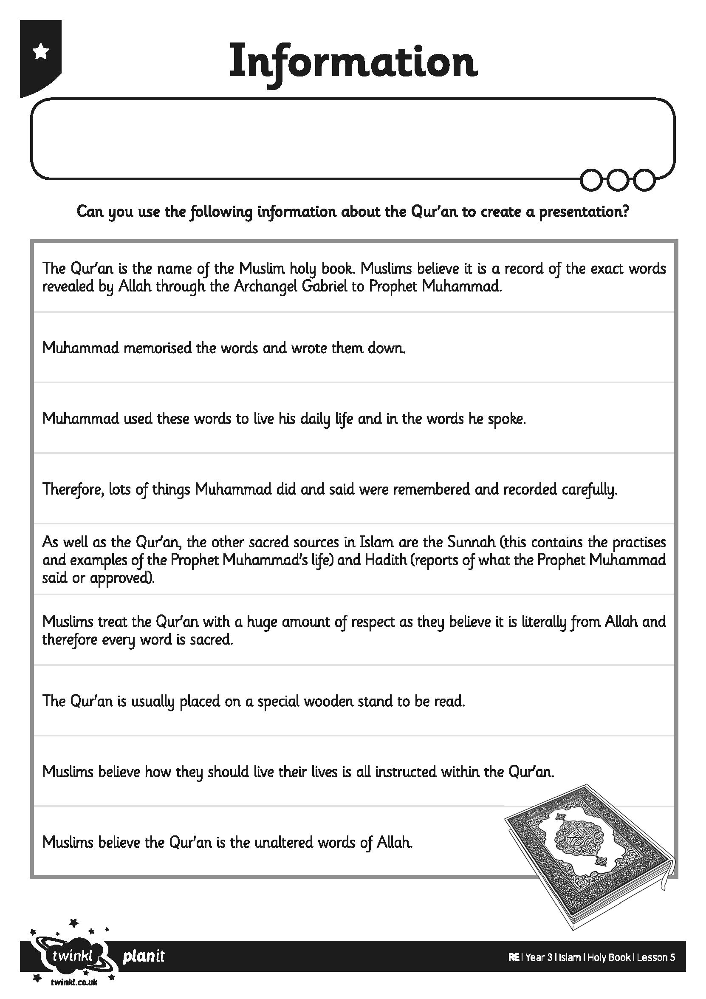 Information
Can you use the following information about the Qur'an to create a presentation?
The Qur'an is the name of the Muslim holy book. Muslims believe it is a record of the exact words
revealed by Allah through the Archangel Gabriel to Prophet Muhammad.
Muhammad memorised the words and wrote them down.
Muhammad used these words to live his daily life and in the words he spoke.
Therefore, lots of things Muhammad did and said were remembered and recorded carefully.
As well as the Qur'an, the other sacred sources in Islam are the Sunnah (this contains the practises
and examples of the Prophet Muhammad's life) and Hadith (reports of what the Prophet Muhammad
said or approved).
Muslims treat the Qur'an with a huge amount of respect as they believe it is literally from Allah and
therefore every word is sacred.
The Qur'an is usually placed on a special wooden stand to be read.
Muslims believe how they should live their lives is all instructed within the Qur'an.
Muslims believe the Qur'an is the unaltered words of Allah.
twinkl planit
RE | Year 3 | Islam | Holy Book | Lesson 5
twinkl.co.uk